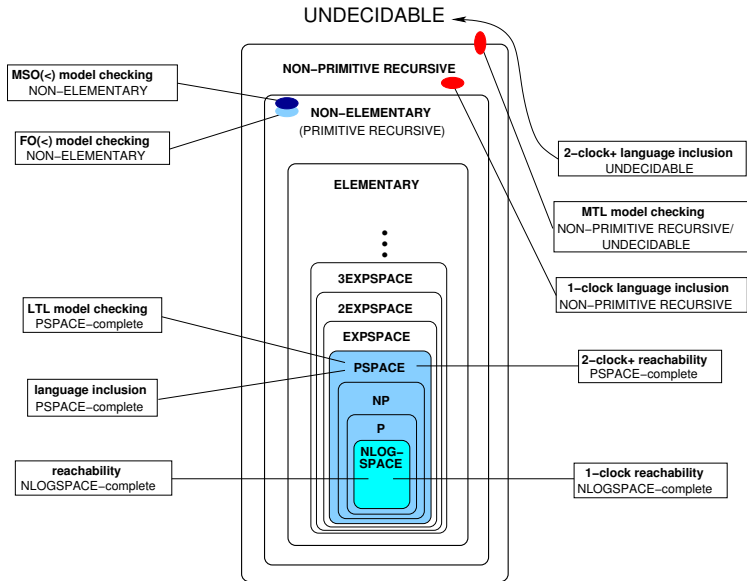 UNDECIDABLE
NON−PRIMITIVE RECURSIVE
MSO(<) model checking
NON−ELEMENTARY
NON−ELEMENTARY
(PRIMITIVE RECURSIVE)
FO(<) model checking
NON−ELEMENTARY
2−clock+ language inclusion
UNDECIDABLE
ELEMENTARY
MTL model checking
NON−PRIMITIVE RECURSIVE/
UNDECIDABLE
3EXPSPACE
1−clock language inclusion
NON−PRIMITIVE RECURSIVE
2EXPSPACE
LTL model checking
PSPACE−complete
EXPSPACE
PSPACE
2−clock+ reachability
PSPACE−complete
language inclusion
PSPACE−complete
NP
P
NLOG−
SPACE
reachability
NLOGSPACE−complete
1−clock reachability
NLOGSPACE−complete